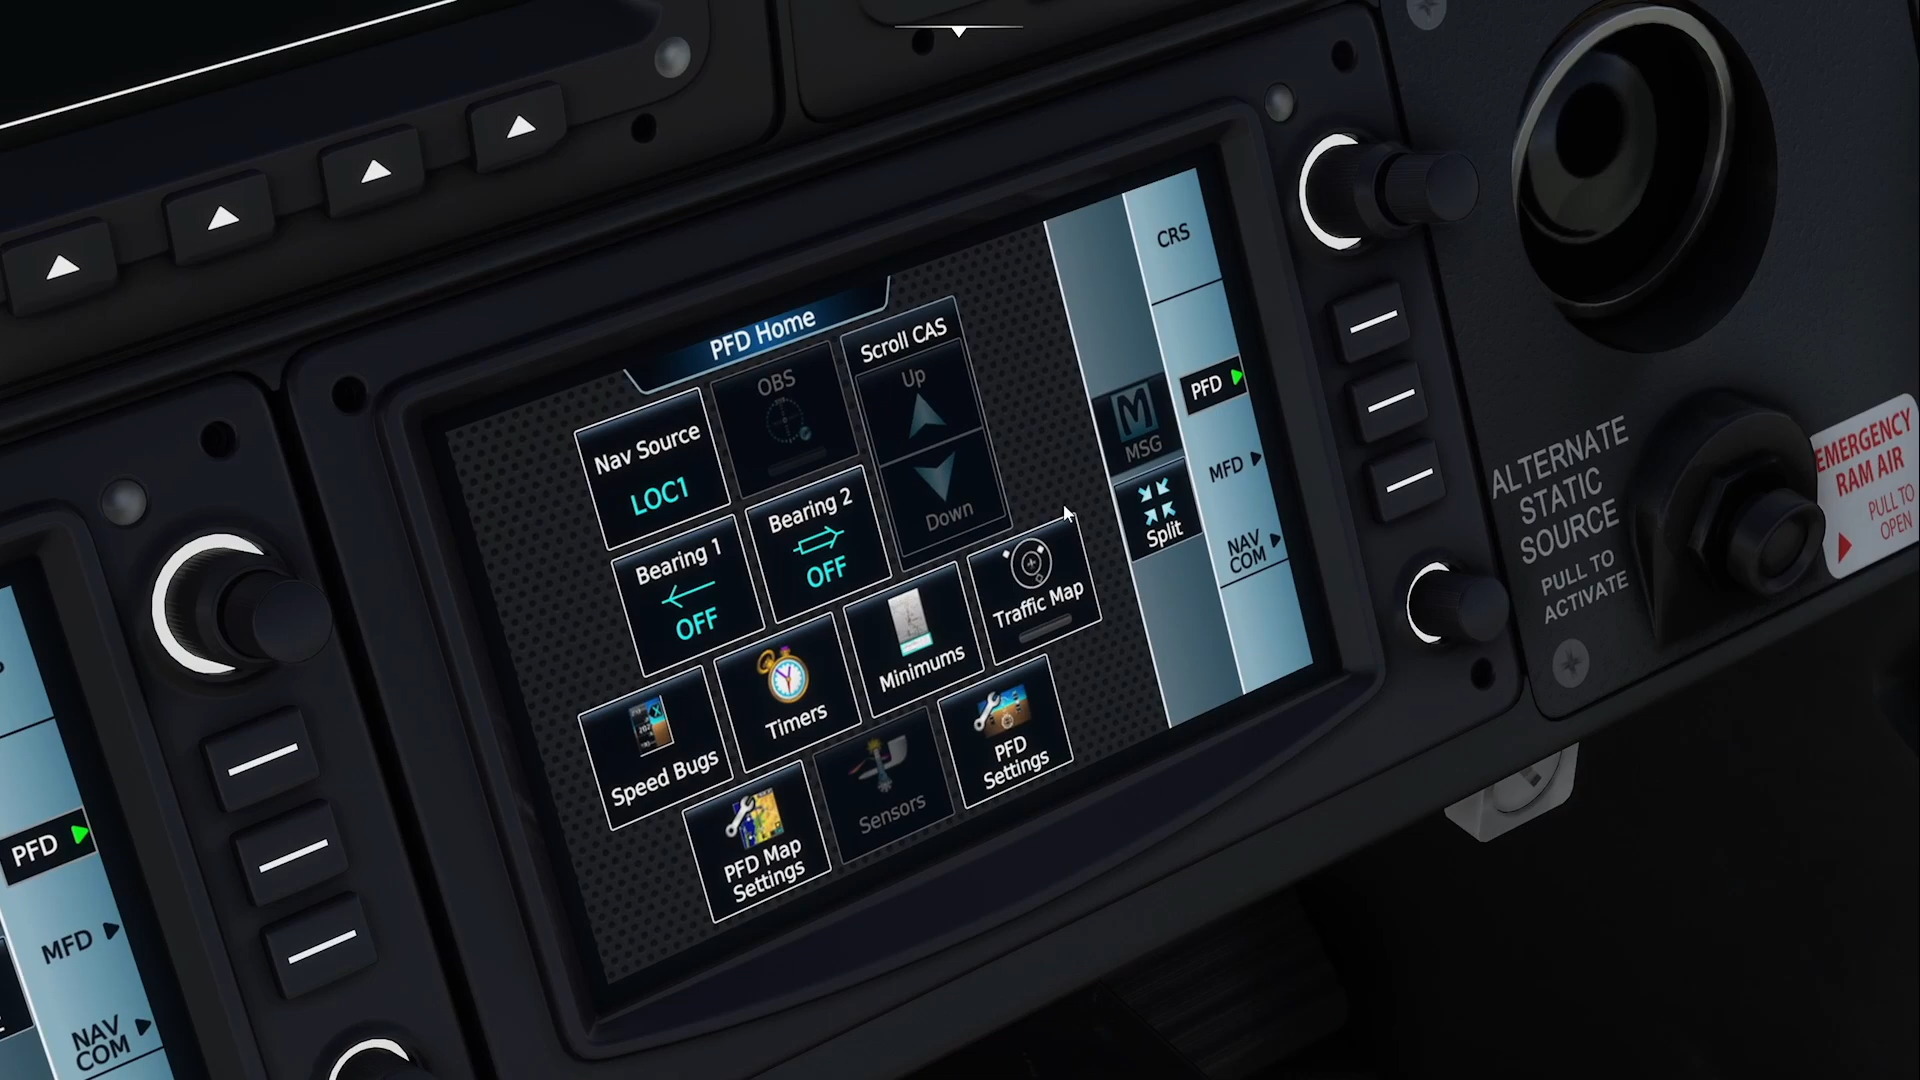 PFD Home
Nav Source
LOC1
OBS
Scroll CAS
Up
Down
Bearing 1
OFF
Bearing 2
OFF
Speed Bugs
Timers
Minimums
Traffic Map
PFD Map
Settings
Sensors
PFD
Settings
MSG
Split
CRS
PFD
MFD
NAV
COM
ALTERNATE
STATIC
SOURCE
PULL TO
ACTIVATE
EMERGENCY
RAM AIR
PULL TO
OPEN
PFD
MFD
NAV
COM